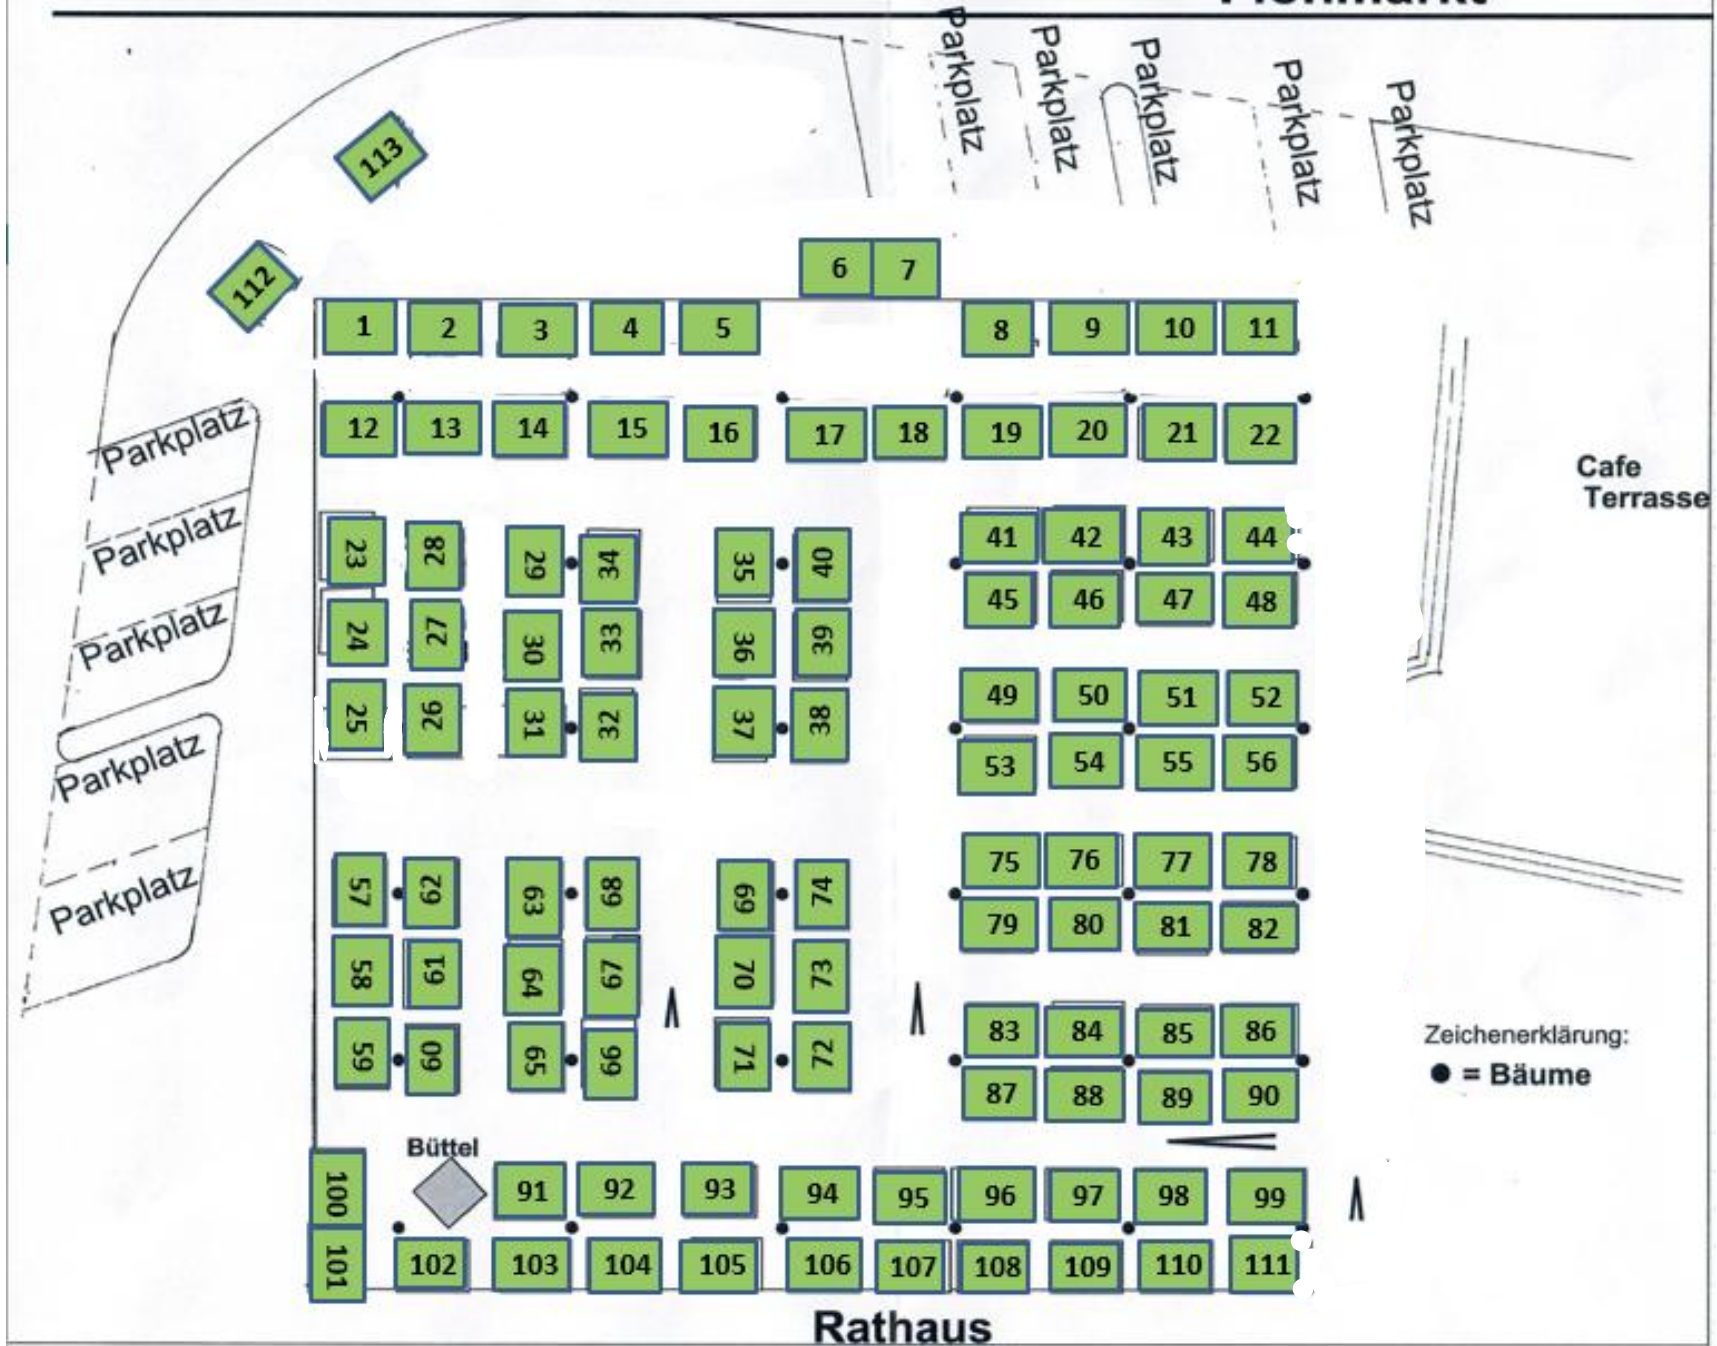 Parkplatz
Parkplatz
Parkplatz
Parkplatz
Parkplatz
113
112
6 7
1 2 3 4 5 8 9 10 11
12 13 14 15 16 17 18 19 20 21 22
Parkplatz
Parkplatz
Parkplatz
Parkplatz
Parkplatz
Cafe
Terrasse
23 28 29 34 35 40 41 42 43 44
24 27 30 33 36 39 45 46 47 48
25 26 31 32 37 38 49 50 51 52
53 54 55 56
57 62 63 68 69 74 75 76 77 78
58 61 64 67 70 73 79 80 81 82
59 60 65 66 71 72 83 84 85 86
87 88 89 90
Zeichenerklärung:
= Bäume
Büttel
100 91 92 93 94 95 96 97 98 99
101 102 103 104 105 106 107 108 109 110 111
Rathaus